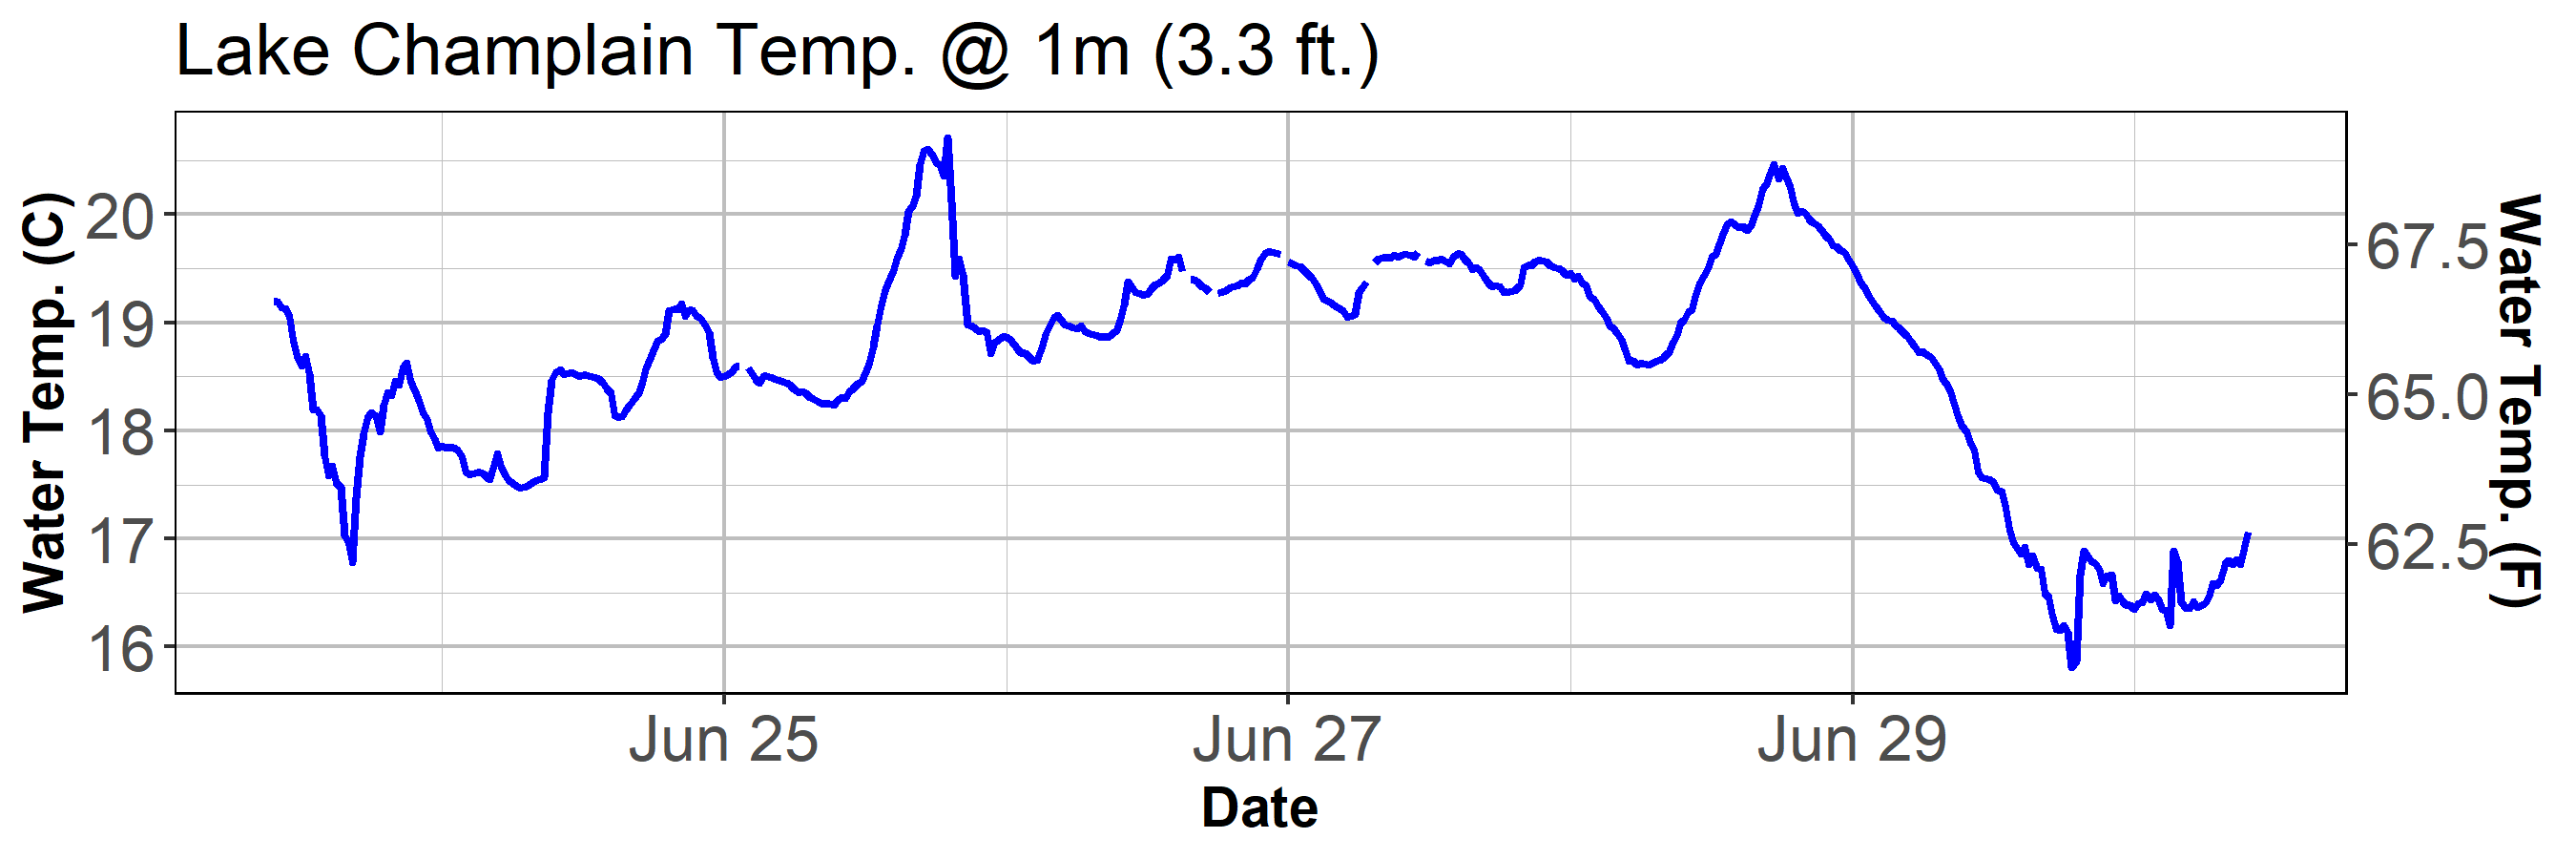 Lake Champlain Temp. @ 1m (3.3 ft.)
Water Temp. (C)
20
19
18
17
16
67.5
65.0
62.5
Water Temp. (F)
Jun 25
Jun 27
Jun 29
Date